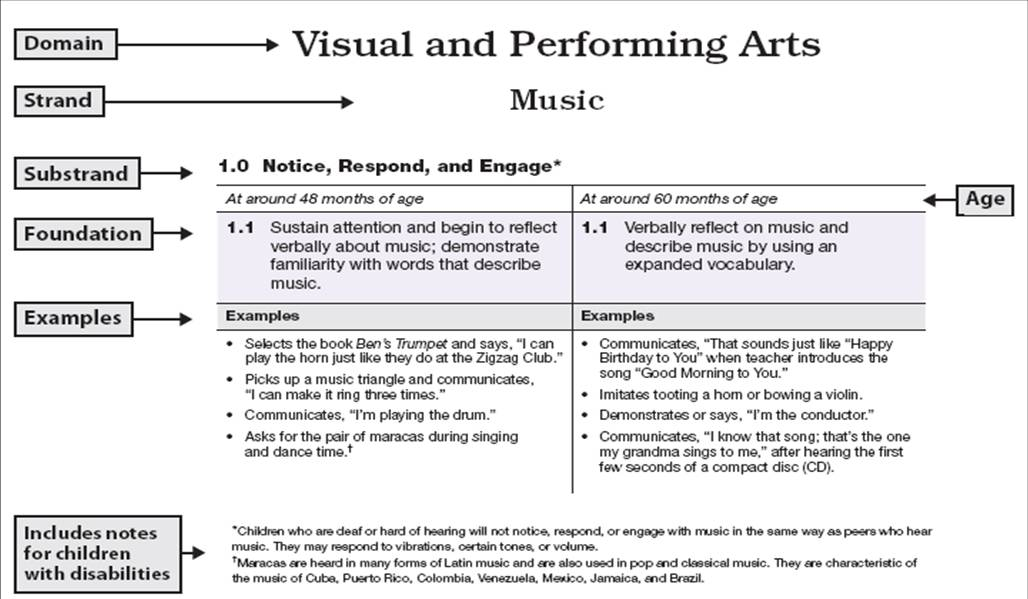 Domain
Visual and Performing Arts
Strand
Music
Substrand
1.0 Notice, Respond, and Engage*
At around 48 months of age
At around 60 months of age
Age
Foundation
1.1 Sustain attention and begin to reflect
verbally about music; demonstrate
familiarity with words that describe
music.
1.1 Verbally reflect on music and
describe music by using an
expanded vocabulary.
Examples
Examples
• Selects the book Ben's Trumpet and says, "I can
play the horn just like they do at the Zigzag Club."
• Picks up a music triangle and communicates,
"I can make it ring three times."
• Communicates, "I'm playing the drum."
• Asks for the pair of maracas during singing
and dance time.†
Examples
• Communicates, "That sounds just like "Happy
Birthday to You" when teacher introduces the
song "Good Morning to You."
• Imitates tooting a horn or bowing a violin.
• Demonstrates or says, "I'm the conductor."
• Communicates, "I know that song; that's the one
my grandma sings to me," after hearing the first
few seconds of a compact disc (CD).
Includes notes
for children
with disabilities
*Children who are deaf or hard of hearing will not notice, respond, or engage with music in the same way as peers who hear
music. They may respond to vibrations, certain tones, or volume.
†Maracas are heard in many forms of Latin music and are also used in pop and classical music. They are characteristic of
the music of Cuba, Puerto Rico, Colombia, Venezuela, Mexico, Jamaica, and Brazil.